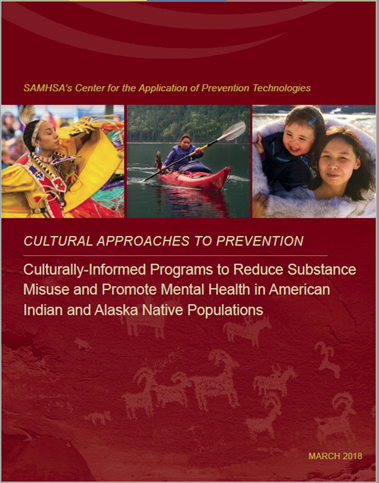 SAMHSA's Center for the Application of Prevention Technologies
CULTURAL APPROACHES TO PREVENTION
Culturally-Informed Programs to Reduce Substance
Misuse and Promote Mental Health in American
Indian and Alaska Native Populations
MARCH 2018